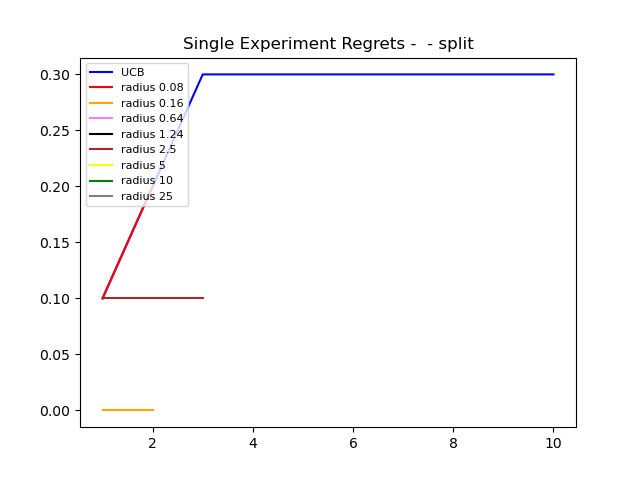 Single Experiment Regrets -  - split
0.30
0.25
0.20
0.15
0.10
0.05
0.00
UCB
radius 0.08
radius 0.16
radius 0.64
radius 1.24
radius 2.5
radius 5
radius 10
radius 25
2
4
6
8
10